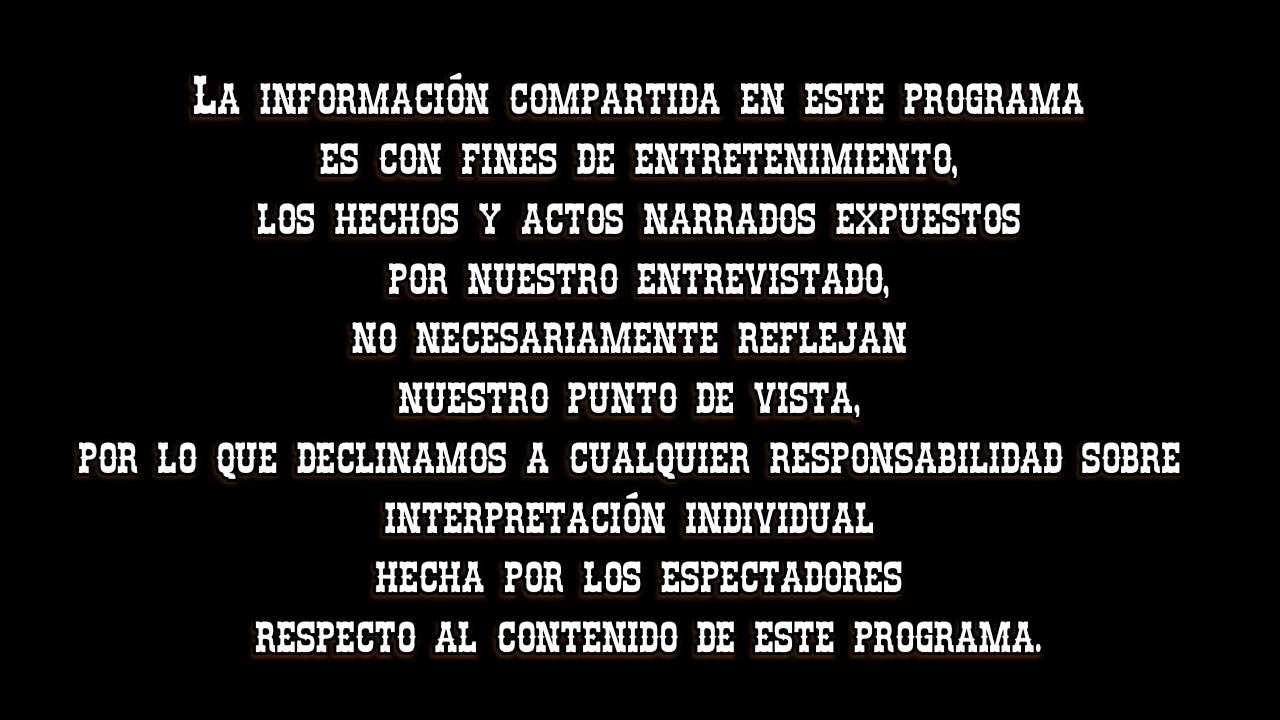 La información compartida en este programa
es con fines de entretenimiento,
los hechos y actos narrados expuestos
por nuestro entrevistado,
no necesariamente reflejan
nuestro punto de vista,
por lo que declinamos a cualquier responsabilidad sobre
interpretación individual
hecha por los espectadores
respecto al contenido de este programa.